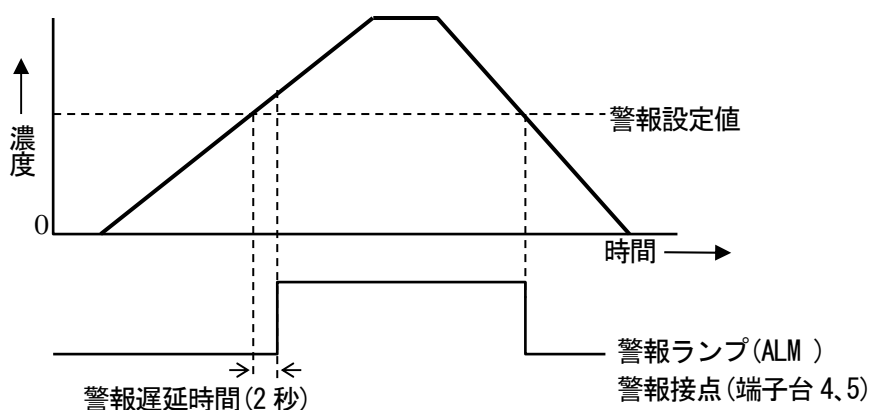 濃度
警報設定値
0
時間
警報ランプ(ALM )
警報接点(端子台 4、5)
警報遅延時間(2 秒)